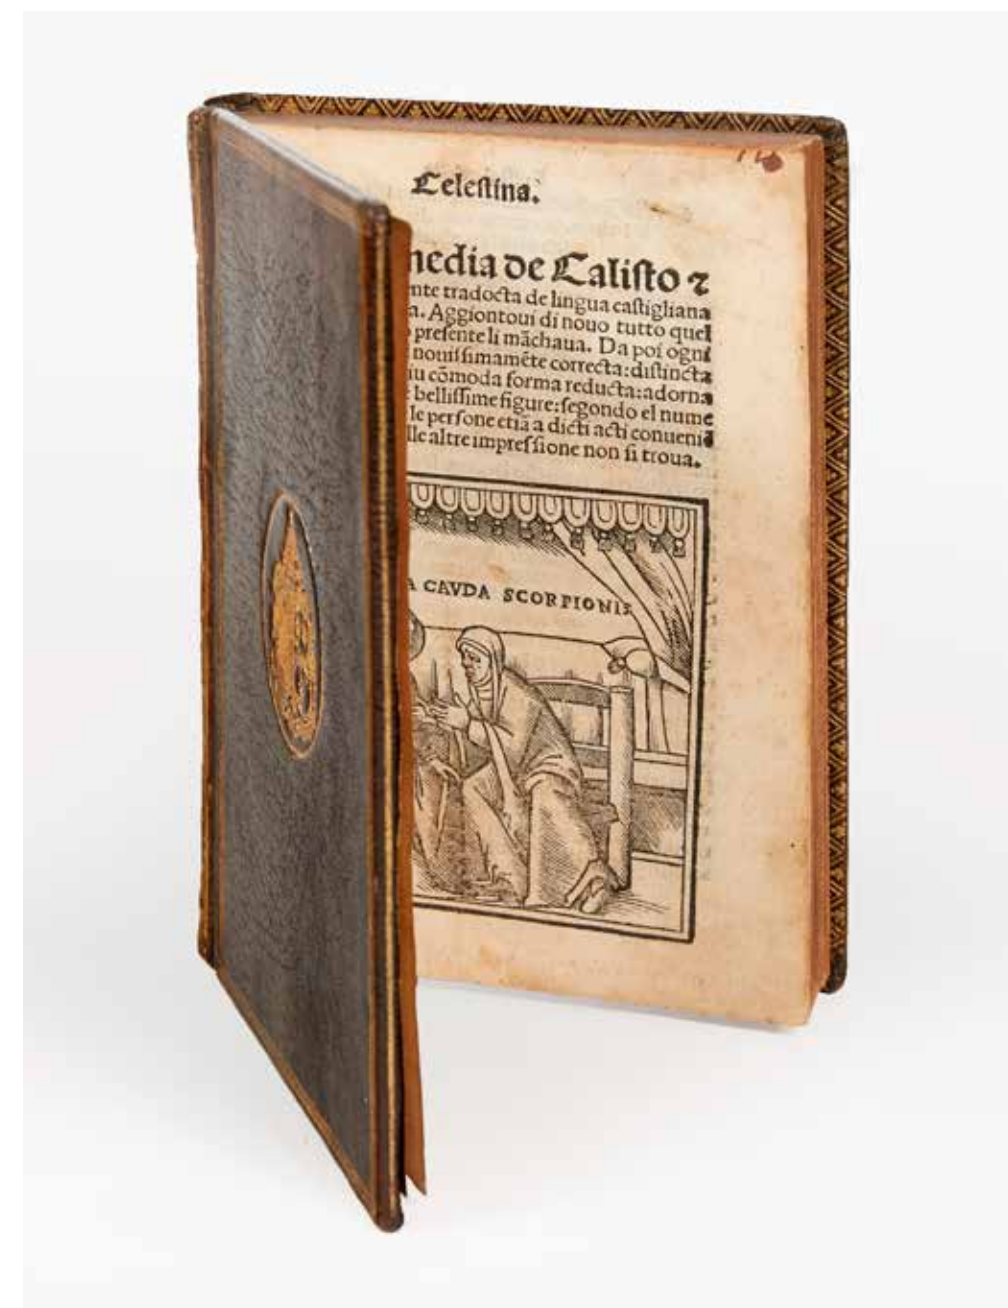 Celeſtina.
media de Caliſto ⁊
nte tradocta de lingua caſtigliana
a. Aggiontoui di nouo tutto quel
preſente li mãchaua. Da poi ogni
nouiſſimamẽte correcta: diſtincta
iu cõmoda forma reducta: adorna
belliſſime figure: ſegondo el nume
le perſone etiã a dicti acti conueniẽ
lle altre impreſſione non ſi troua.
A CAVDA SCORPIONIS